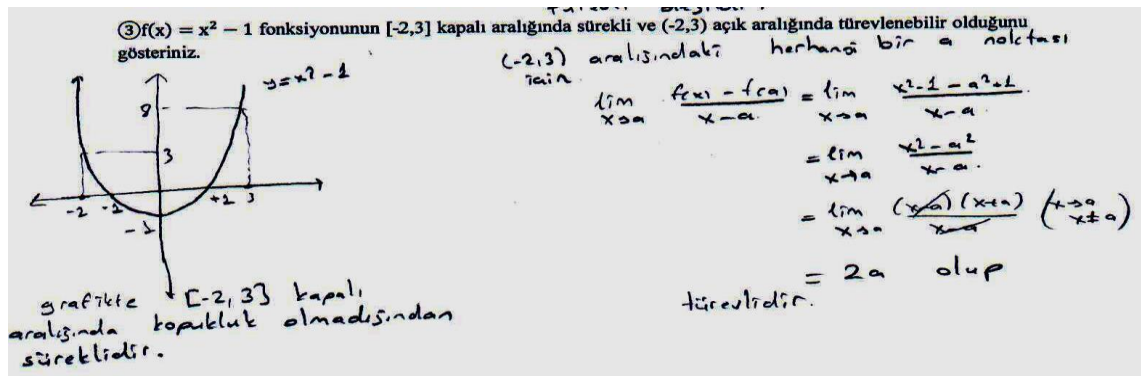 ③f(x) = x² − 1 fonksiyonunun [-2,3] kapalı aralığında sürekli ve (-2,3) açık aralığında türevlenebilir olduğunu
gösteriniz.
y=x²-1
8
3
-2 -1 +1 3
-1
grafikte [-2,3] kapalı
aralığında kopukluk olmadığından
süreklidir.
(-2,3) aralığındaki herhangi bir a noktası
için
lim x→a (f(x) - f(a))/(x-a) = lim x→a (x²-1-a²+1)/(x-a)
= lim x→a (x²-a²)/(x-a)
= lim x→a ((x-a)(x+a))/(x-a) (x→a x≠a)
= 2a olup
türevlidir.